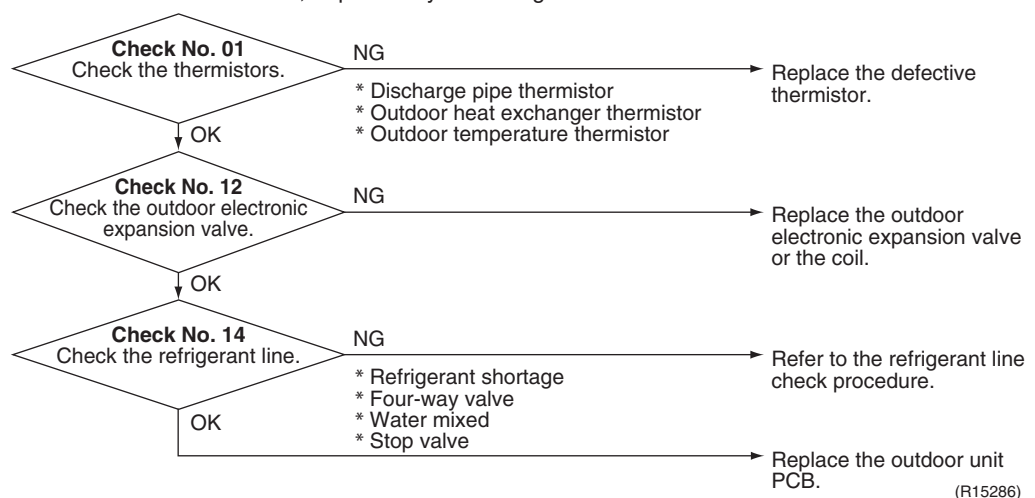 Check No. 01
Check the thermistors.
NG
* Discharge pipe thermistor
* Outdoor heat exchanger thermistor
* Outdoor temperature thermistor
Replace the defective
thermistor.
OK
Check No. 12
Check the outdoor electronic
expansion valve.
NG
Replace the outdoor
electronic expansion valve
or the coil.
OK
Check No. 14
Check the refrigerant line.
NG
* Refrigerant shortage
* Four-way valve
* Water mixed
* Stop valve
Refer to the refrigerant line
check procedure.
OK
Replace the outdoor unit
PCB.
(R15286)